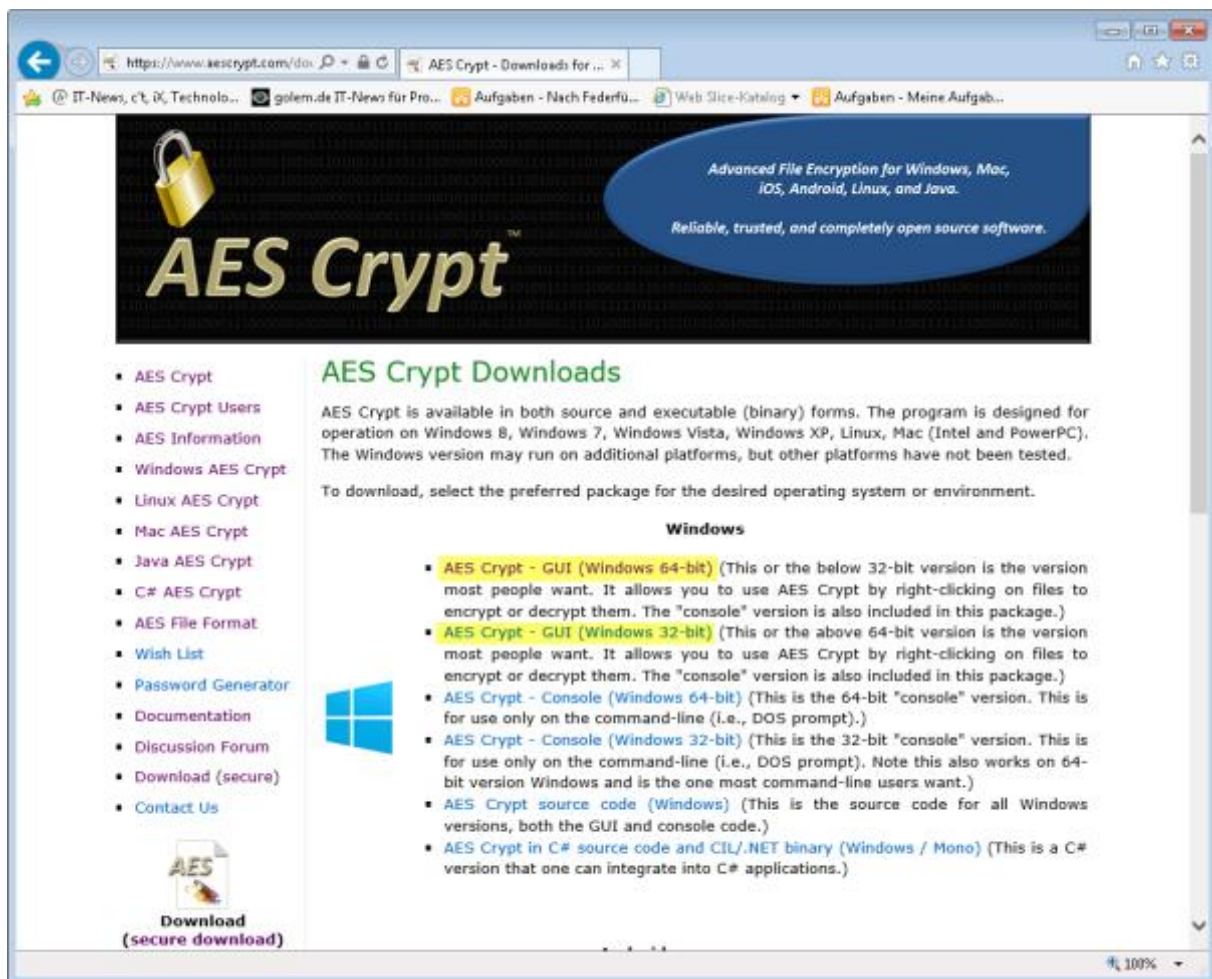 https://www.aescrypt.com/do
AES Crypt - Downloads for ...
IT-News, c't, iX, Technolo...
golem.de IT-News für Pro...
Aufgaben - Nach Federfü...
Web Slice-Katalog
Aufgaben - Meine Aufgab...
AES Crypt™
Advanced File Encryption for Windows, Mac,
iOS, Android, Linux, and Java.
Reliable, trusted, and completely open source software.
AES Crypt
AES Crypt Users
AES Information
Windows AES Crypt
Linux AES Crypt
Mac AES Crypt
Java AES Crypt
C# AES Crypt
AES File Format
Wish List
Password Generator
Documentation
Discussion Forum
Download (secure)
Contact Us
AES
Download
(secure download)
AES Crypt Downloads
AES Crypt is available in both source and executable (binary) forms. The program is designed for
operation on Windows 8, Windows 7, Windows Vista, Windows XP, Linux, Mac (Intel and PowerPC).
The Windows version may run on additional platforms, but other platforms have not been tested.
To download, select the preferred package for the desired operating system or environment.
Windows
AES Crypt - GUI (Windows 64-bit) (This or the below 32-bit version is the version
most people want. It allows you to use AES Crypt by right-clicking on files to
encrypt or decrypt them. The "console" version is also included in this package.)
AES Crypt - GUI (Windows 32-bit) (This or the above 64-bit version is the version
most people want. It allows you to use AES Crypt by right-clicking on files to
encrypt or decrypt them. The "console" version is also included in this package.)
AES Crypt - Console (Windows 64-bit) (This is the 64-bit "console" version. This is
for use only on the command-line (i.e., DOS prompt).)
AES Crypt - Console (Windows 32-bit) (This is the 32-bit "console" version. This is
for use only on the command-line (i.e., DOS prompt). Note this also works on 64-
bit version Windows and is the one most command-line users want.)
AES Crypt source code (Windows) (This is the source code for all Windows
versions, both the GUI and console code.)
AES Crypt in C# source code and CIL/.NET binary (Windows / Mono) (This is a C#
version that one can integrate into C# applications.)
100%